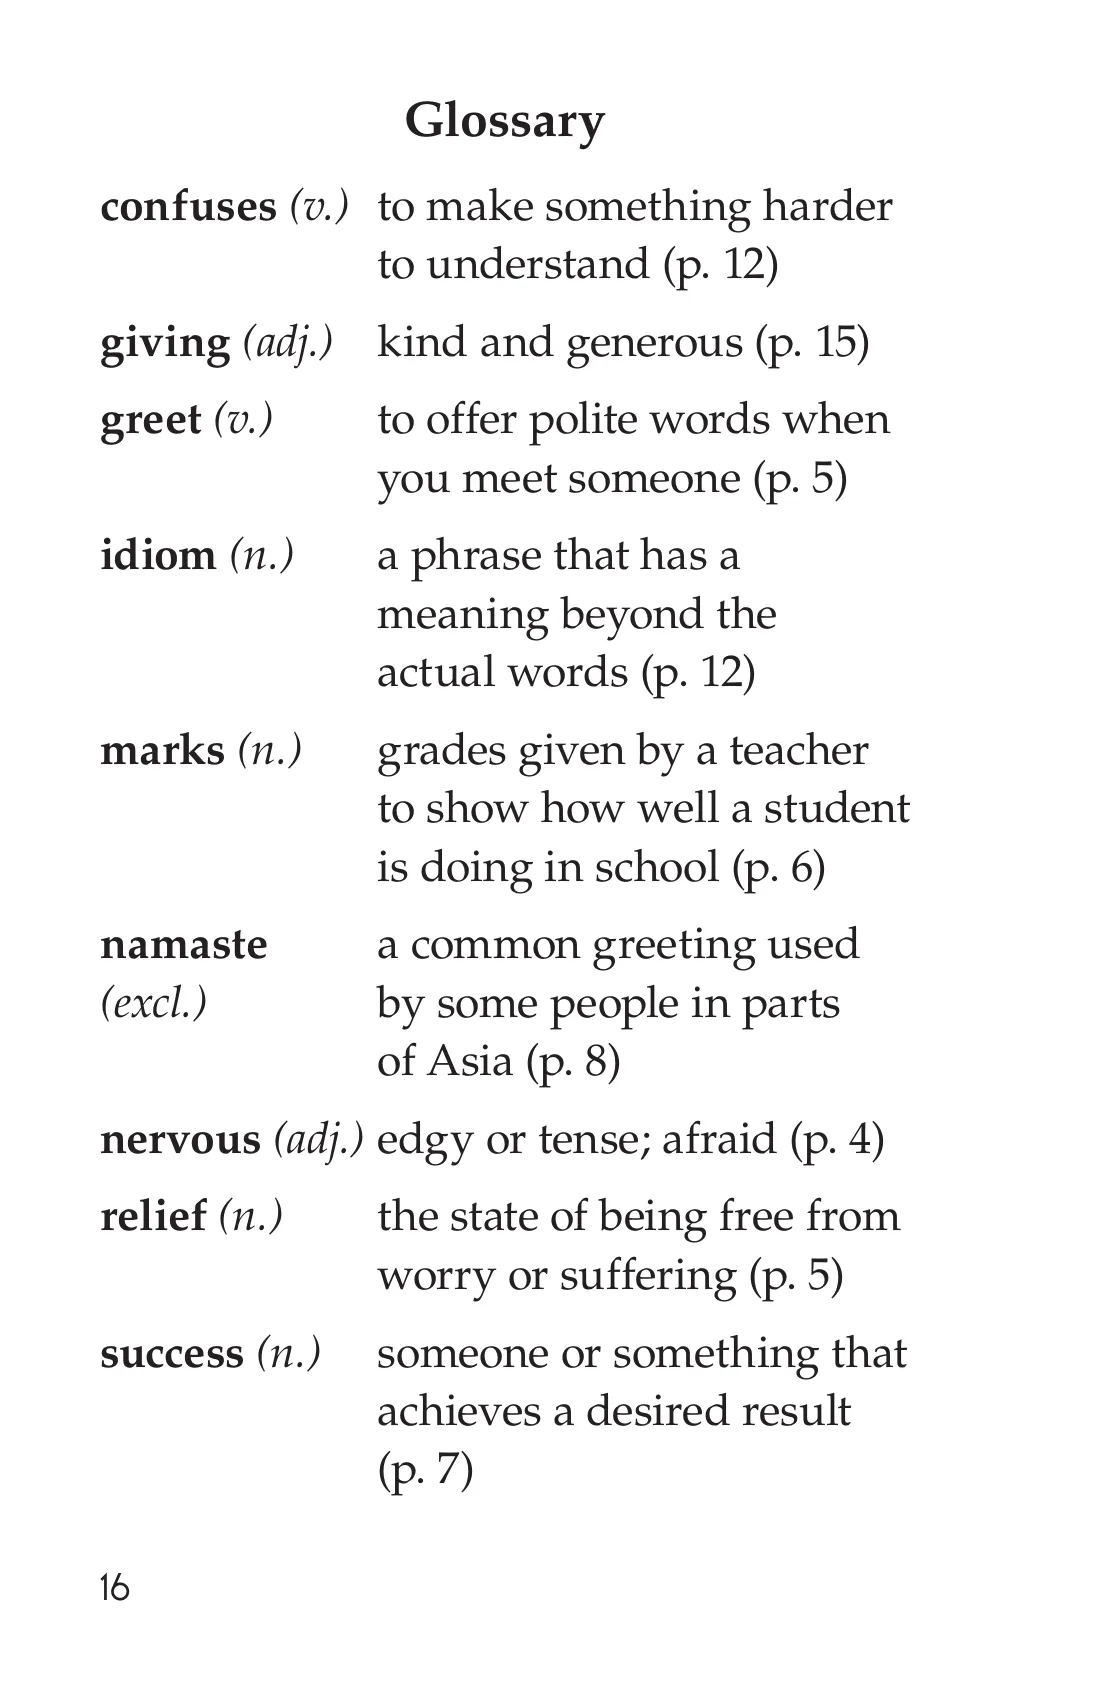 Glossary
confuses (v.) to make something harder
to understand (p. 12)
giving (adj.) kind and generous (p. 15)
greet (v.) to offer polite words when
you meet someone (p. 5)
idiom (n.) a phrase that has a
meaning beyond the
actual words (p. 12)
marks (n.) grades given by a teacher
to show how well a student
is doing in school (p. 6)
namaste a common greeting used
(excl.) by some people in parts
of Asia (p. 8)
nervous (adj.) edgy or tense; afraid (p. 4)
relief (n.) the state of being free from
worry or suffering (p. 5)
success (n.) someone or something that
achieves a desired result
(p. 7)
16